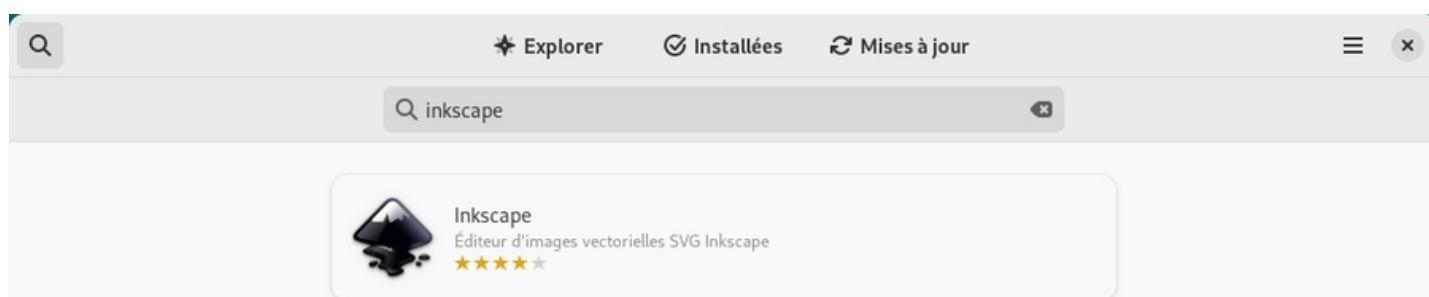 Explorer Installées Mises à jour
inkscape
Inkscape
Éditeur d'images vectorielles SVG Inkscape